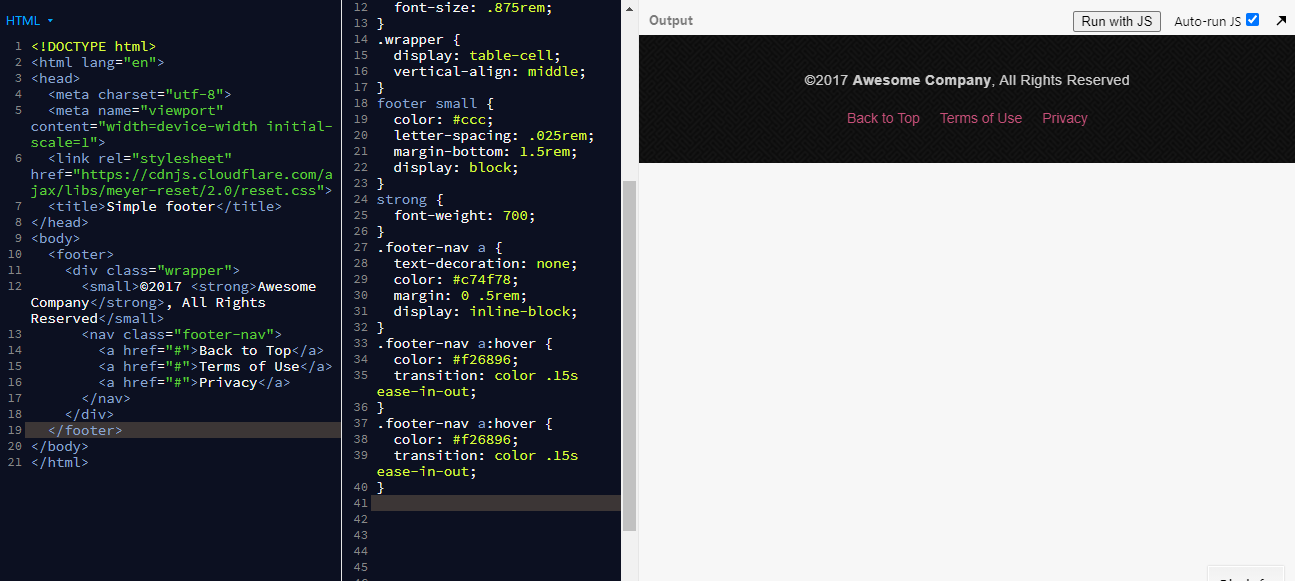 HTML
1 <!DOCTYPE html>
2 <html lang="en">
3 <head>
4 <meta charset="utf-8">
5 <meta name="viewport"
content="width=device-width initial-
scale=1">
6 <link rel="stylesheet"
href="https://cdnjs.cloudflare.com/a
jax/libs/meyer-reset/2.0/reset.css">
7 <title>Simple footer</title>
8 </head>
9 <body>
10 <footer>
11 <div class="wrapper">
12 <small>©2017 <strong>Awesome
Company</strong>, All Rights
Reserved</small>
13 <nav class="footer-nav">
14 <a href="#">Back to Top</a>
15 <a href="#">Terms of Use</a>
16 <a href="#">Privacy</a>
17 </nav>
18 </div>
19 </footer>
20 </body>
21 </html>
12 font-size: .875rem;
13 }
14 .wrapper {
15 display: table-cell;
16 vertical-align: middle;
17 }
18 footer small {
19 color: #ccc;
20 letter-spacing: .025rem;
21 margin-bottom: 1.5rem;
22 display: block;
23 }
24 strong {
25 font-weight: 700;
26 }
27 .footer-nav a {
28 text-decoration: none;
29 color: #c74f78;
30 margin: 0 .5rem;
31 display: inline-block;
32 }
33 .footer-nav a:hover {
34 color: #f26896;
35 transition: color .15s
ease-in-out;
36 }
37 .footer-nav a:hover {
38 color: #f26896;
39 transition: color .15s
ease-in-out;
40 }
41
42
43
44
45
Output
Run with JS
Auto-run JS
©2017 Awesome Company, All Rights Reserved
Back to Top Terms of Use Privacy